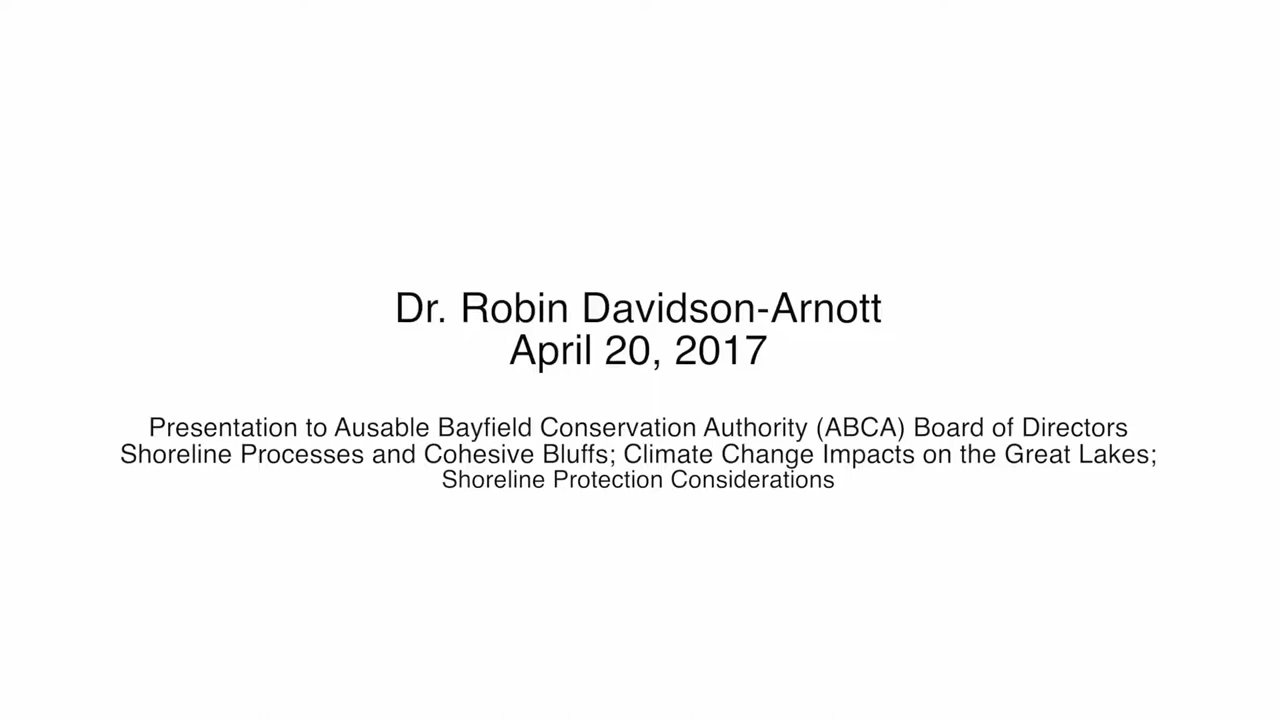 Dr. Robin Davidson-Arnott
April 20, 2017
Presentation to Ausable Bayfield Conservation Authority (ABCA) Board of Directors
Shoreline Processes and Cohesive Bluffs; Climate Change Impacts on the Great Lakes;
Shoreline Protection Considerations